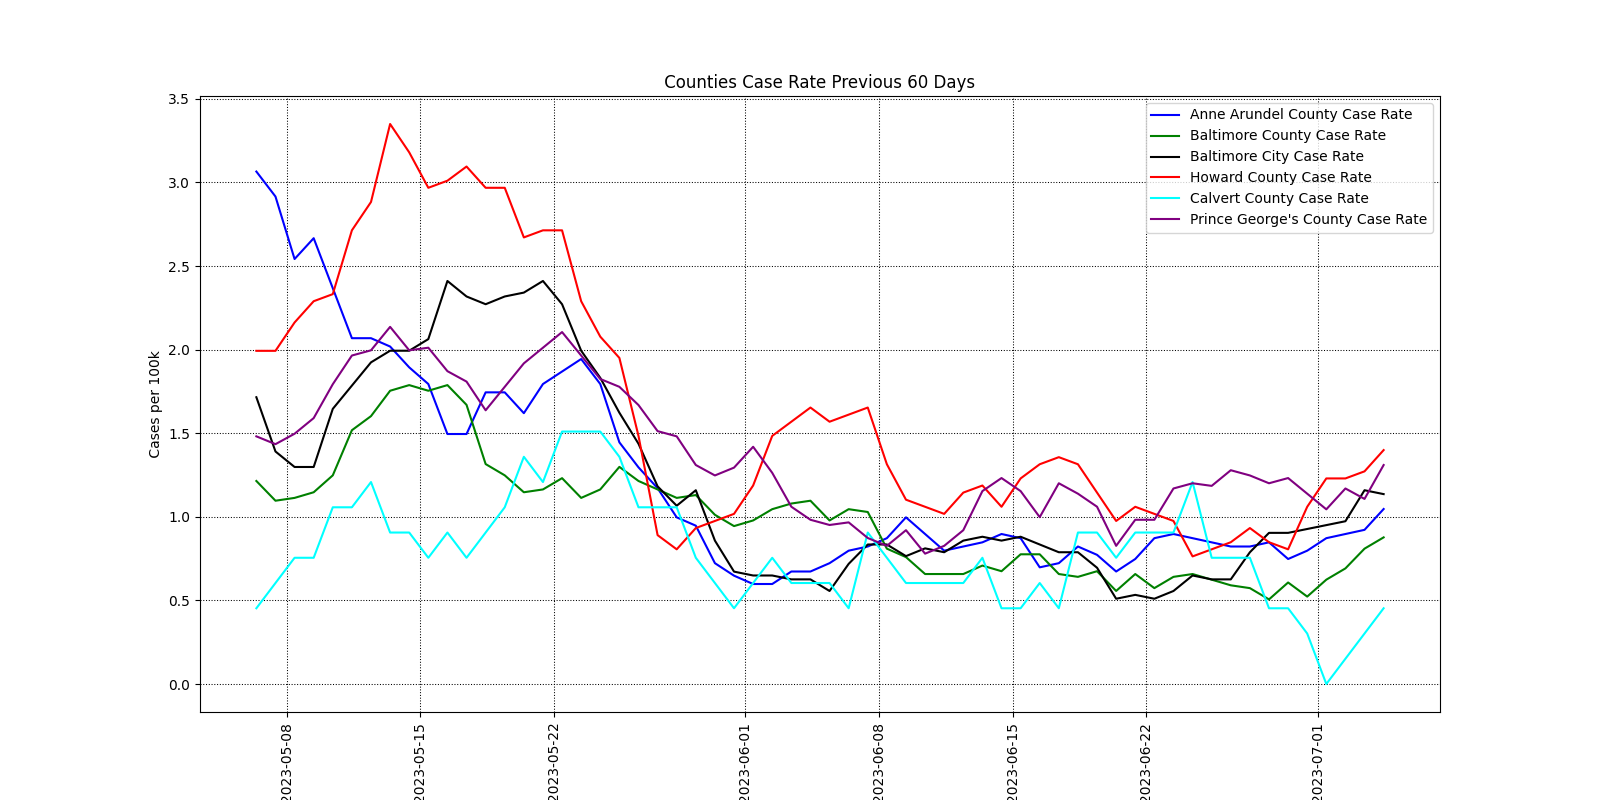 Counties Case Rate Previous 60 Days
3.5
3.0
2.5
2.0
1.5
1.0
0.5
0.0
Cases per 100k
Anne Arundel County Case Rate
Baltimore County Case Rate
Baltimore City Case Rate
Howard County Case Rate
Calvert County Case Rate
Prince George's County Case Rate
2023-05-08
2023-05-15
2023-05-22
2023-06-01
2023-06-08
2023-06-15
2023-06-22
2023-07-01